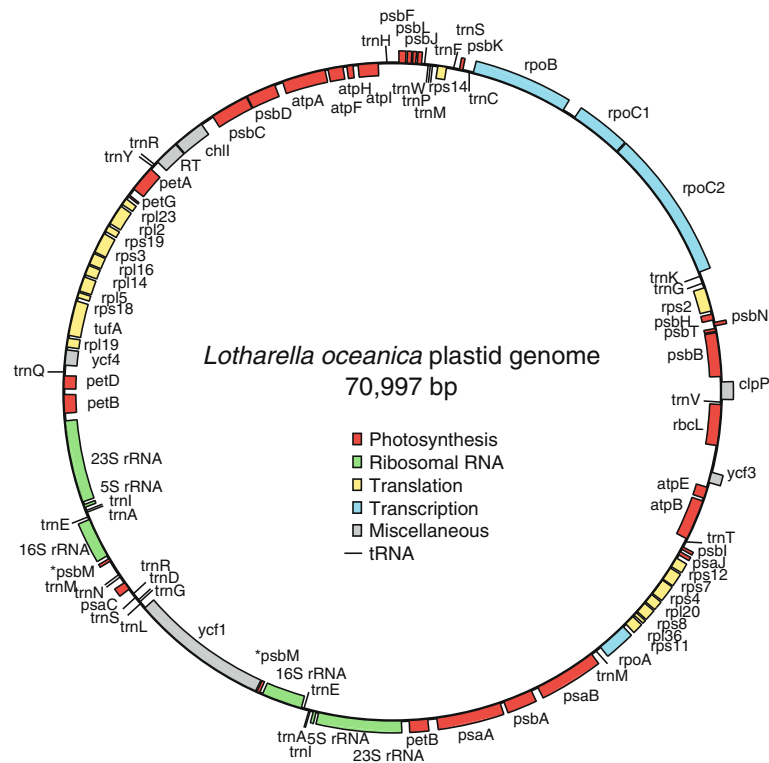 psbF
psbL
psbJ
trnH
trnF
trnS
psbK
rpoB
trnW
trnP
trnM
rps14
trnC
rpoC1
rpoC2
trnK
trnG
rps2
psbH
psbN
psbT
psbB
clpP
trnV
rbcL
ycf3
atpE
atpB
trnT
psbI
psaJ
rps12
rps7
rps4
rpl20
rps8
rpl36
rps11
rpoA
trnM
psaB
psbA
psaA
petB
23S rRNA
5S rRNA
trnI
trnA
trnE
16S rRNA
*psbM
ycf1
trnG
trnD
trnR
trnL
trnS
psaC
trnN
trnM
*psbM
16S rRNA
trnE
trnA
trnI
5S rRNA
23S rRNA
petB
petD
trnQ
ycf4
rpl19
tufA
rps18
rpl5
rpl14
rpl16
rps3
rps19
rpl2
rpl23
petG
petA
trnY
trnR
RT
chlI
psbC
psbD
atpA
atpF
atpH
atpI
Lotharella oceanica plastid genome
70,997 bp
Photosynthesis
Ribosomal RNA
Translation
Transcription
Miscellaneous
tRNA